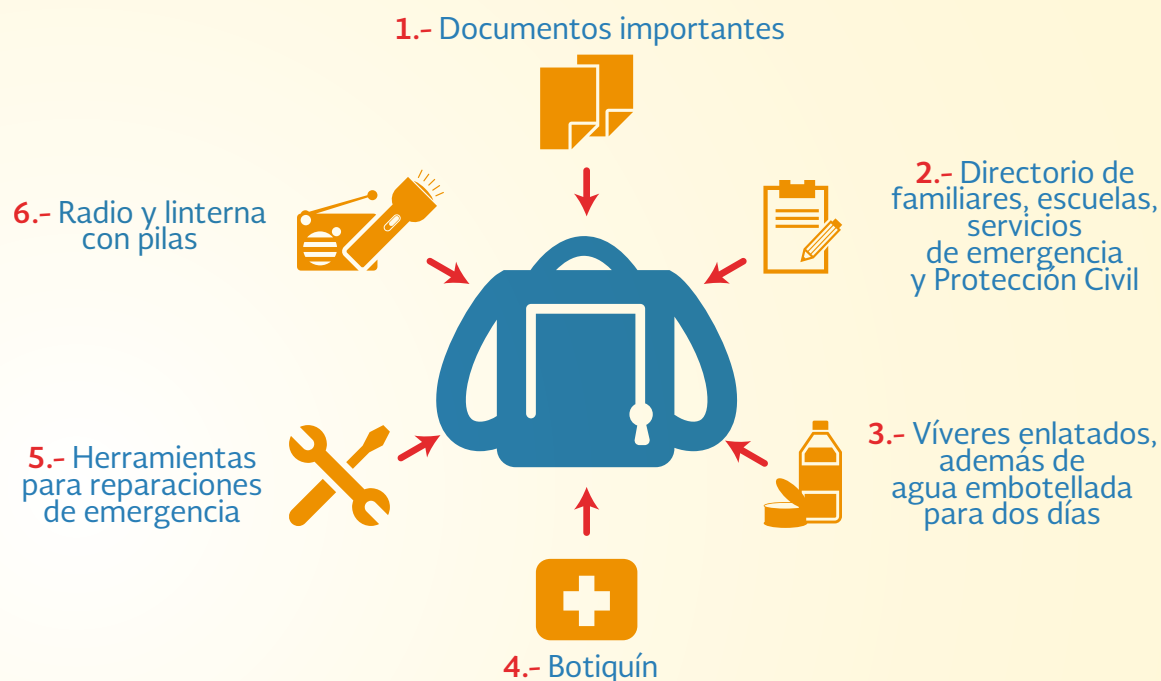 1.- Documentos importantes
2.- Directorio de
familiares, escuelas,
servicios
de emergencia
y Protección Civil
3.- Víveres enlatados,
además de
agua embotellada
para dos días
4.- Botiquín
5.- Herramientas
para reparaciones
de emergencia
6.- Radio y linterna
con pilas